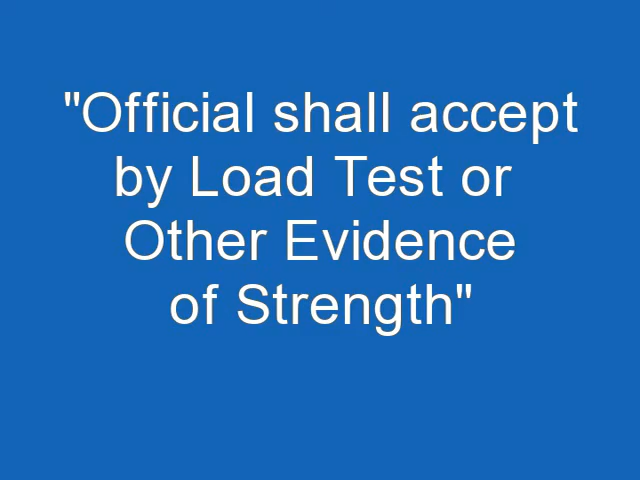 "Official shall accept
by Load Test or
Other Evidence
of Strength"